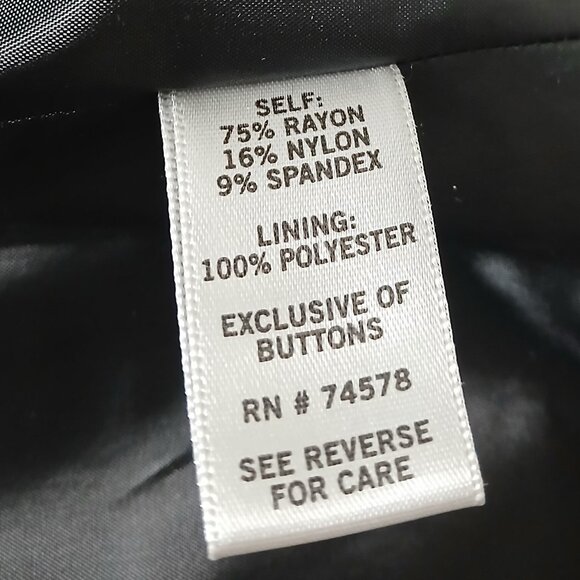 SELF:
75% RAYON
16% NYLON
9% SPANDEX
LINING:
100% POLYESTER
EXCLUSIVE OF
BUTTONS
RN # 74578
SEE REVERSE
FOR CARE